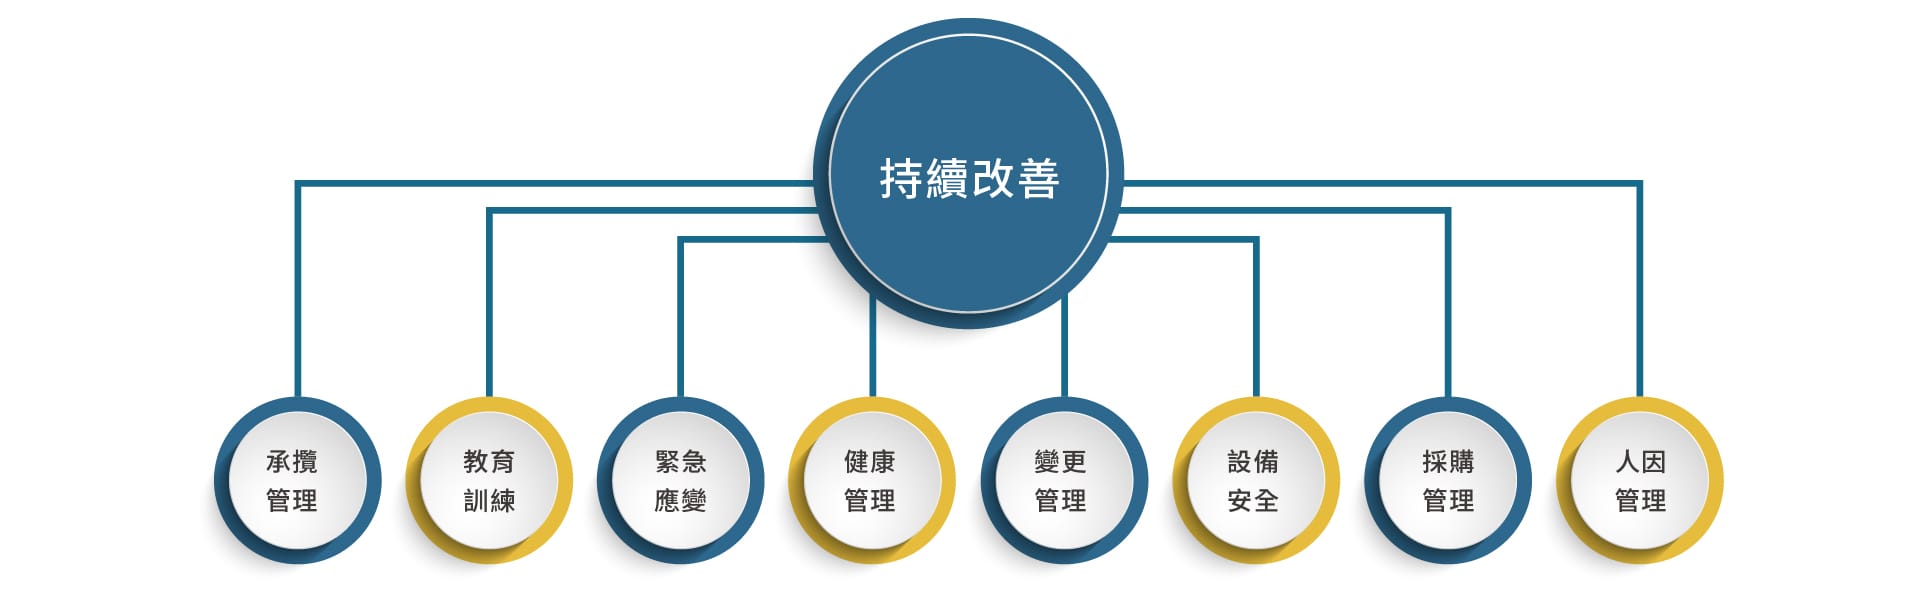 持續改善
承攬
管理
教育
訓練
緊急
應變
健康
管理
變更
管理
設備
安全
採購
管理
人因
管理